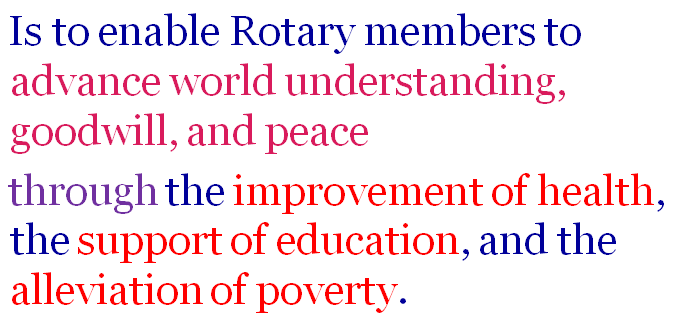 Is to enable Rotary members to
advance world understanding,
goodwill, and peace
through the improvement of health,
the support of education, and the
alleviation of poverty.